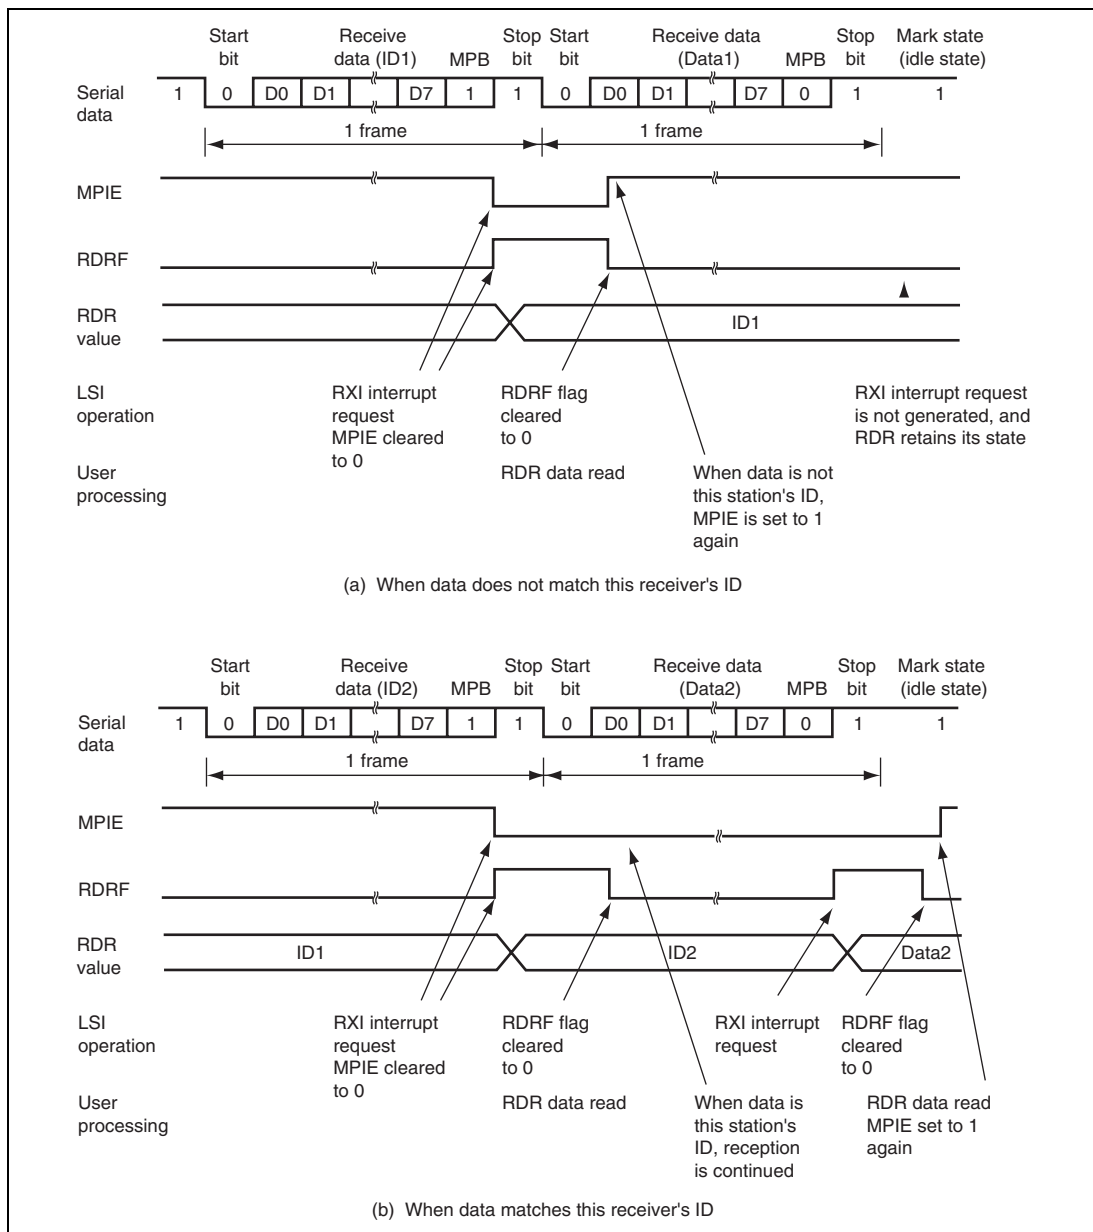 Start bit
Receive data (ID1)
MPB
Stop bit
Start bit
Receive data (Data1)
MPB
Stop bit
Mark state (idle state)
Serial data
1 0 D0 D1 D7 1 1 0 D0 D1 D7 0 1 1
1 frame 1 frame
MPIE
RDRF
RDR value
ID1
LSI operation
RXI interrupt request MPIE cleared to 0
RDRF flag cleared to 0
RXI interrupt request is not generated, and RDR retains its state
User processing
RDR data read
When data is not this station's ID, MPIE is set to 1 again
(a) When data does not match this receiver's ID
Start bit
Receive data (ID2)
MPB
Stop bit
Start bit
Receive data (Data2)
MPB
Stop bit
Mark state (idle state)
Serial data
1 0 D0 D1 D7 1 1 0 D0 D1 D7 0 1 1
1 frame 1 frame
MPIE
RDRF
RDR value
ID1 ID2 Data2
LSI operation
RXI interrupt request MPIE cleared to 0
RDRF flag cleared to 0
RXI interrupt request
RDRF flag cleared to 0
User processing
RDR data read
When data is this station's ID, reception is continued
RDR data read MPIE set to 1 again
(b) When data matches this receiver's ID